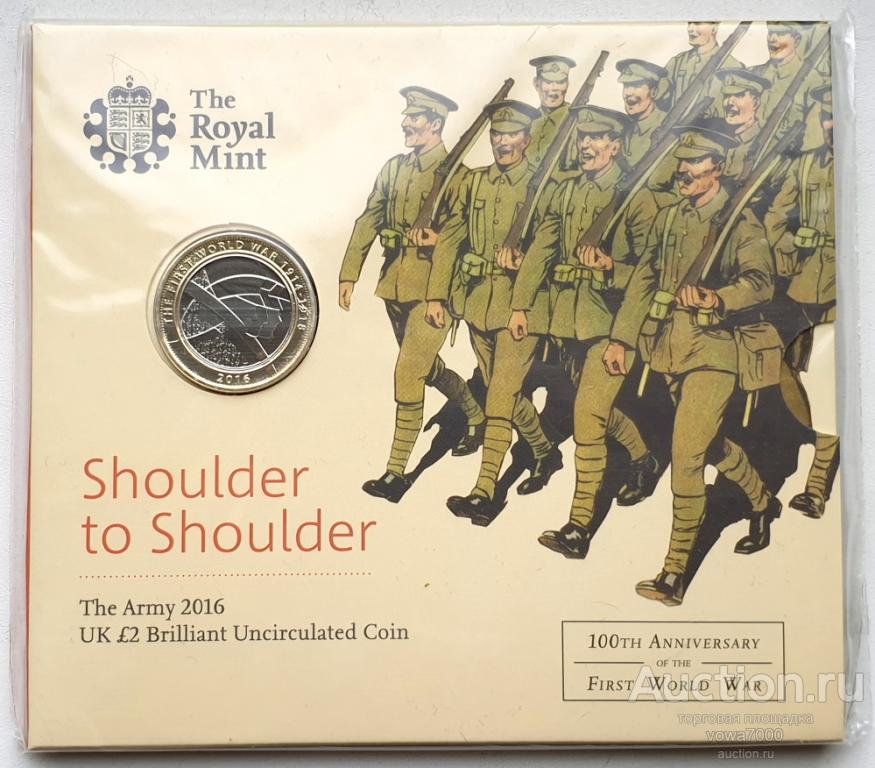 The
Royal
Mint
THE FIRST WORLD WAR 1914-1918
2016
Shoulder
to Shoulder
The Army 2016
UK £2 Brilliant Uncirculated Coin
100TH ANNIVERSARY
OF THE
FIRST WORLD WAR
Auction.ru
торговая площадка
vowa7000
auction.ru